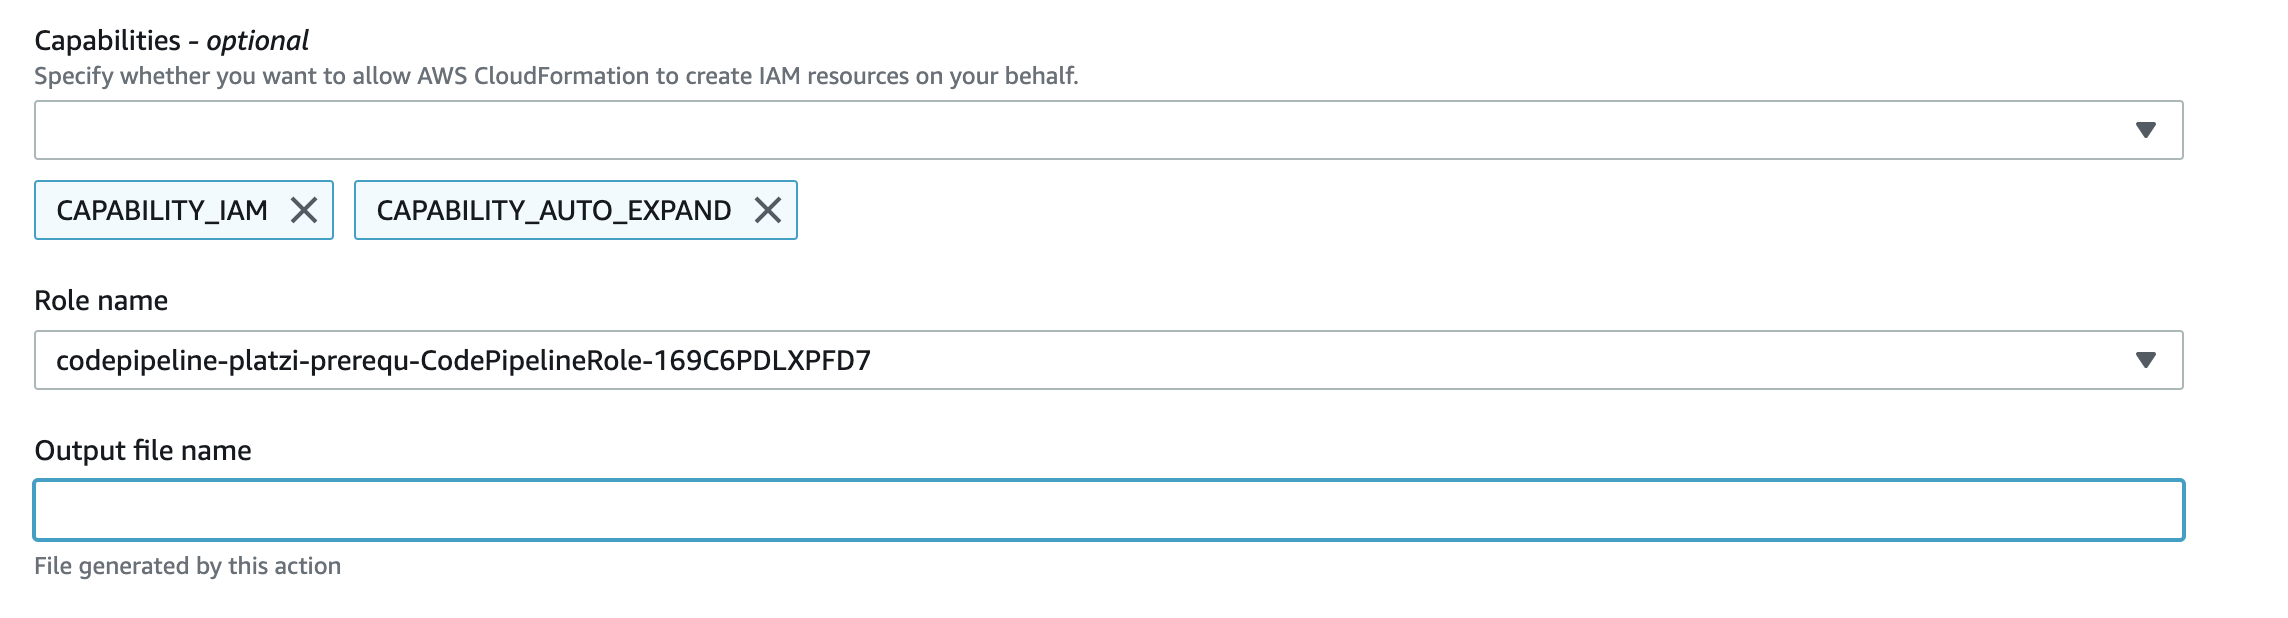 Capabilities - optional
Specify whether you want to allow AWS CloudFormation to create IAM resources on your behalf.
CAPABILITY_IAM CAPABILITY_AUTO_EXPAND
Role name
codepipeline-platzi-prerequ-CodePipelineRole-169C6PDLXPFD7
Output file name
File generated by this action